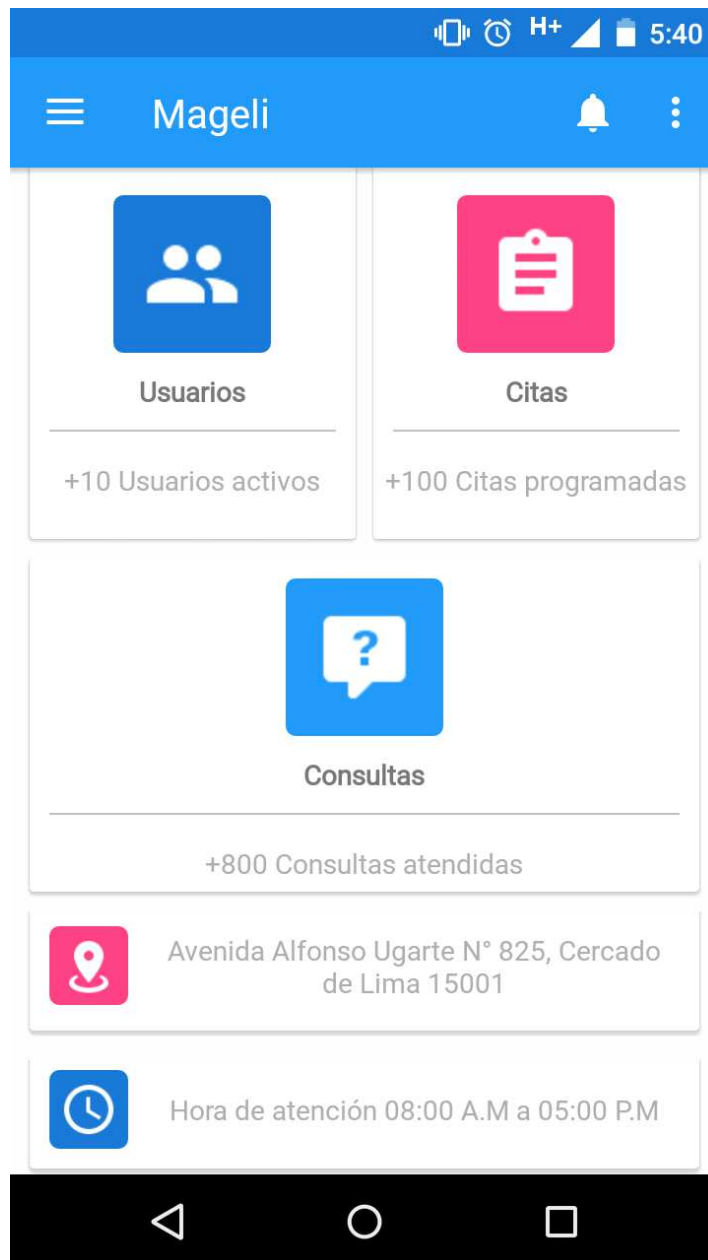 H+ 5:40
Mageli
Usuarios
+10 Usuarios activos
Citas
+100 Citas programadas
?
Consultas
+800 Consultas atendidas
Avenida Alfonso Ugarte N° 825, Cercado
de Lima 15001
Hora de atención 08:00 A.M a 05:00 P.M